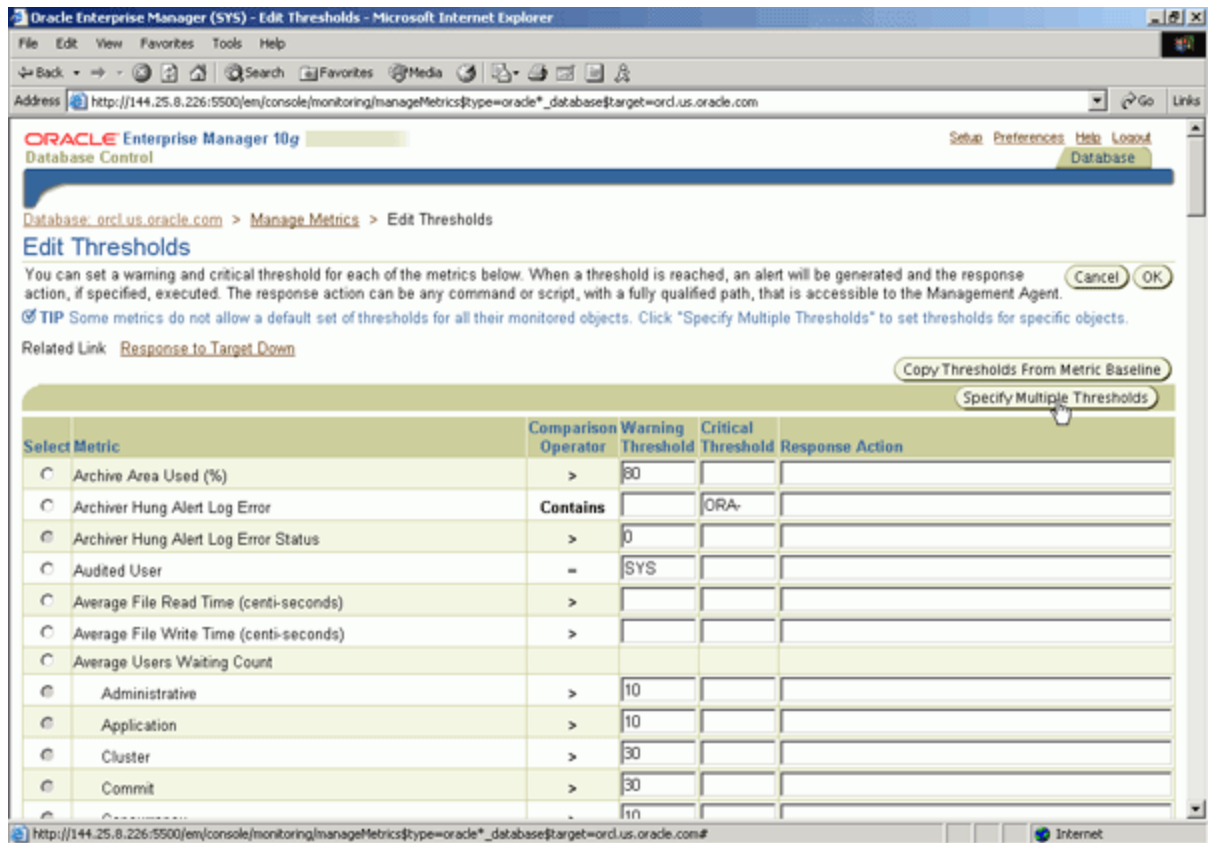 Oracle Enterprise Manager (SYS) - Edit Thresholds - Microsoft Internet Explorer
File Edit View Favorites Tools Help
Back Search Favorites Media
Address http://144.25.8.226:5500/em/console/monitoring/manageMetrics$type=oracle*_database$target=orcl.us.oracle.com Go Links
ORACLE Enterprise Manager 10g
Database Control
Setup Preferences Help Logout
Database
Database: orcl.us.oracle.com > Manage Metrics > Edit Thresholds
Edit Thresholds
You can set a warning and critical threshold for each of the metrics below. When a threshold is reached, an alert will be generated and the response
action, if specified, executed. The response action can be any command or script, with a fully qualified path, that is accessible to the Management Agent.
Cancel OK
TIP Some metrics do not allow a default set of thresholds for all their monitored objects. Click "Specify Multiple Thresholds" to set thresholds for specific objects.
Related Link Response to Target Down
Copy Thresholds From Metric Baseline
Specify Multiple Thresholds
Select Metric Comparison Operator Warning Threshold Critical Threshold Response Action
Archive Area Used (%) > 80
Archiver Hung Alert Log Error Contains ORA-
Archiver Hung Alert Log Error Status > 0
Audited User = SYS
Average File Read Time (centi-seconds) >
Average File Write Time (centi-seconds) >
Average Users Waiting Count
Administrative > 10
Application > 10
Cluster > 30
Commit > 30
10
http://144.25.8.226:5500/em/console/monitoring/manageMetrics$type=oracle*_database$target=orcl.us.oracle.com# Internet